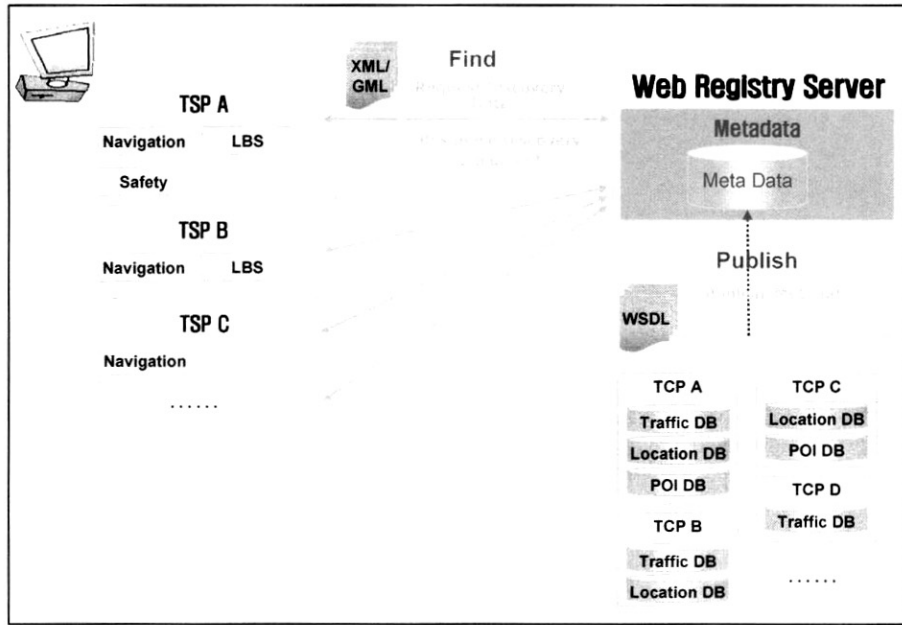 XML/
GML
Find
Web Registry Server
Metadata
Meta Data
TSP A
Navigation LBS
Safety
TSP B
Navigation LBS
TSP C
Navigation
......
Publish
WSDL
TCP A
Traffic DB
Location DB
POI DB
TCP B
Traffic DB
Location DB
TCP C
Location DB
POI DB
TCP D
Traffic DB
......